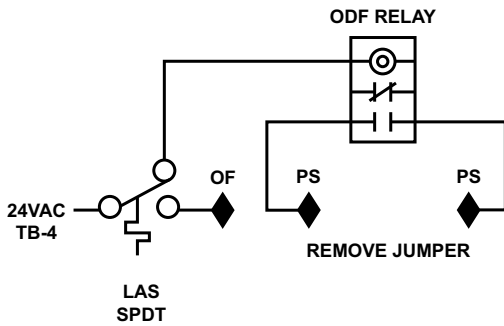 ODF RELAY
OF
PS
PS
24VAC
TB-4
REMOVE JUMPER
LAS
SPDT